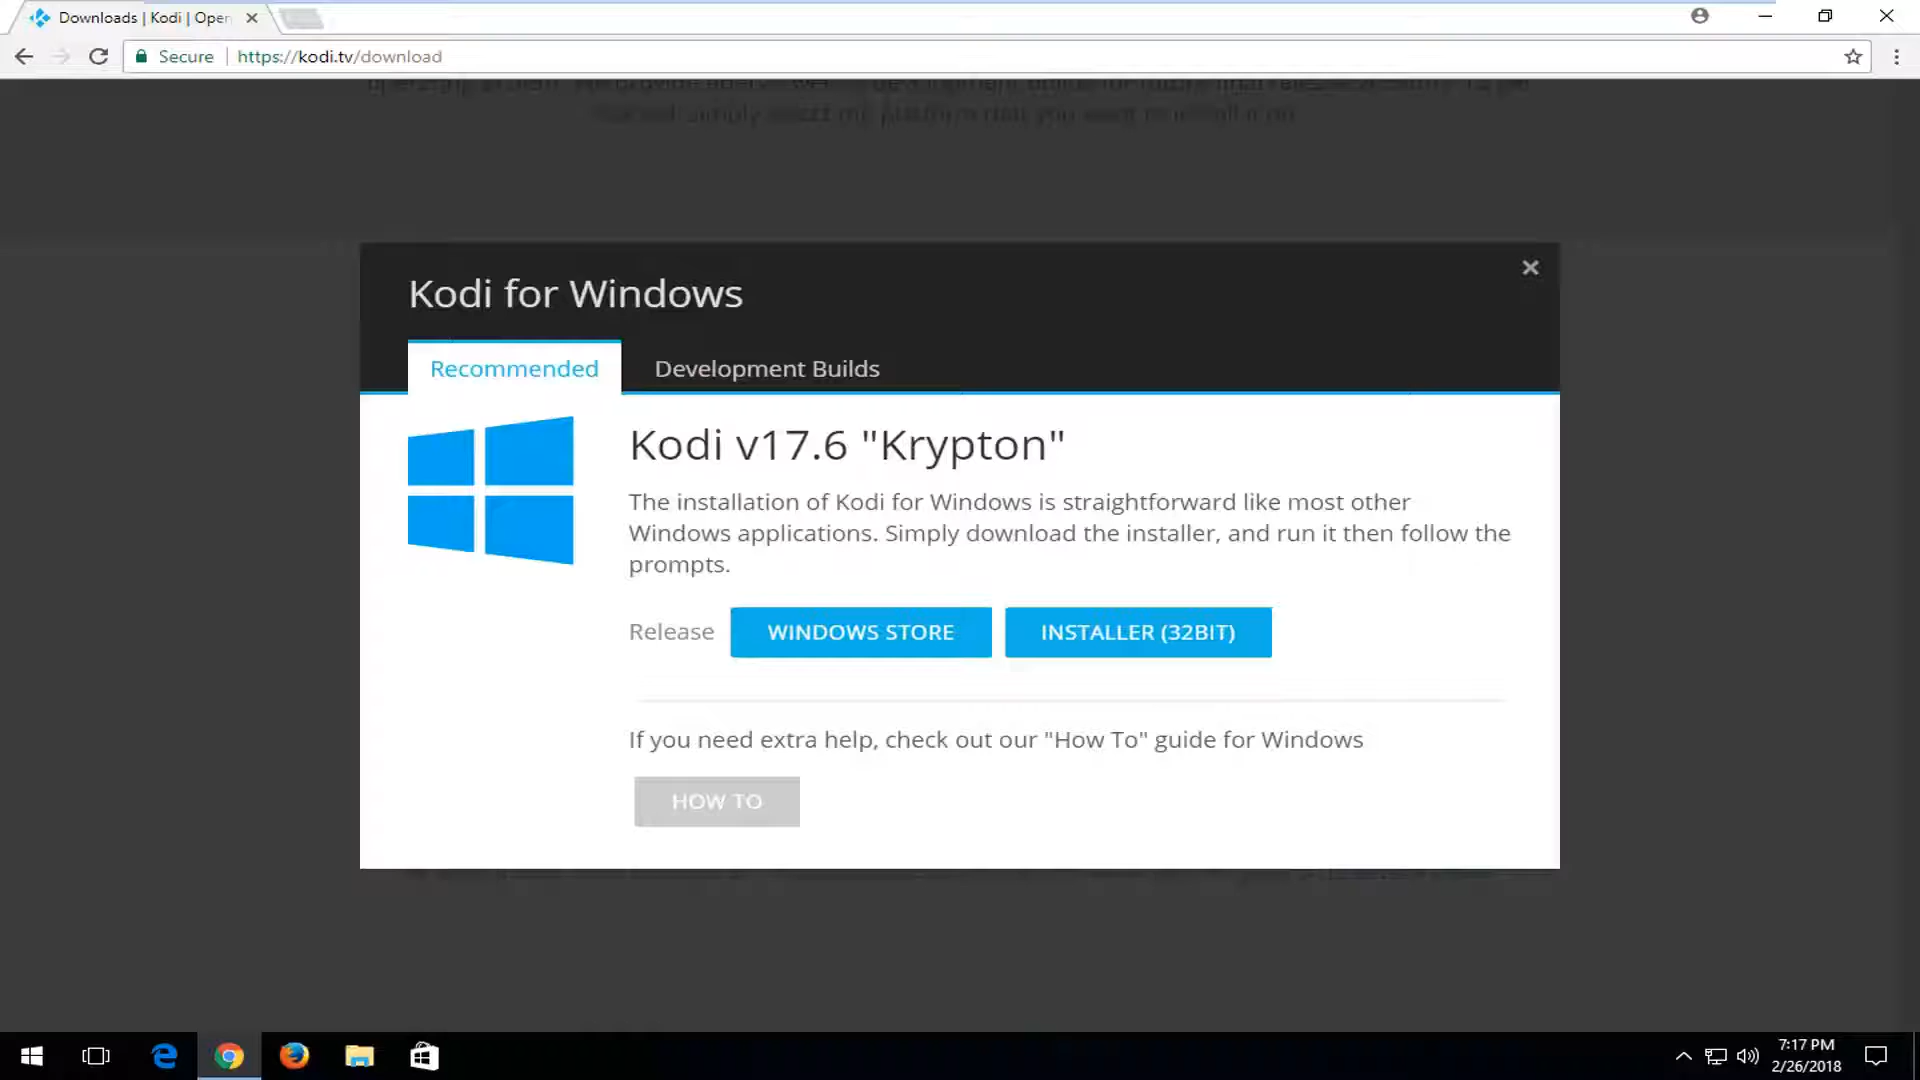 Downloads | Kodi | Open
Secure
https://kodi.tv/download
Kodi for Windows
Recommended
Development Builds
Kodi v17.6 "Krypton"
The installation of Kodi for Windows is straightforward like most other
Windows applications. Simply download the installer, and run it then follow the
prompts.
Release
WINDOWS STORE
INSTALLER (32BIT)
If you need extra help, check out our "How To" guide for Windows
HOW TO
7:17 PM
2/26/2018